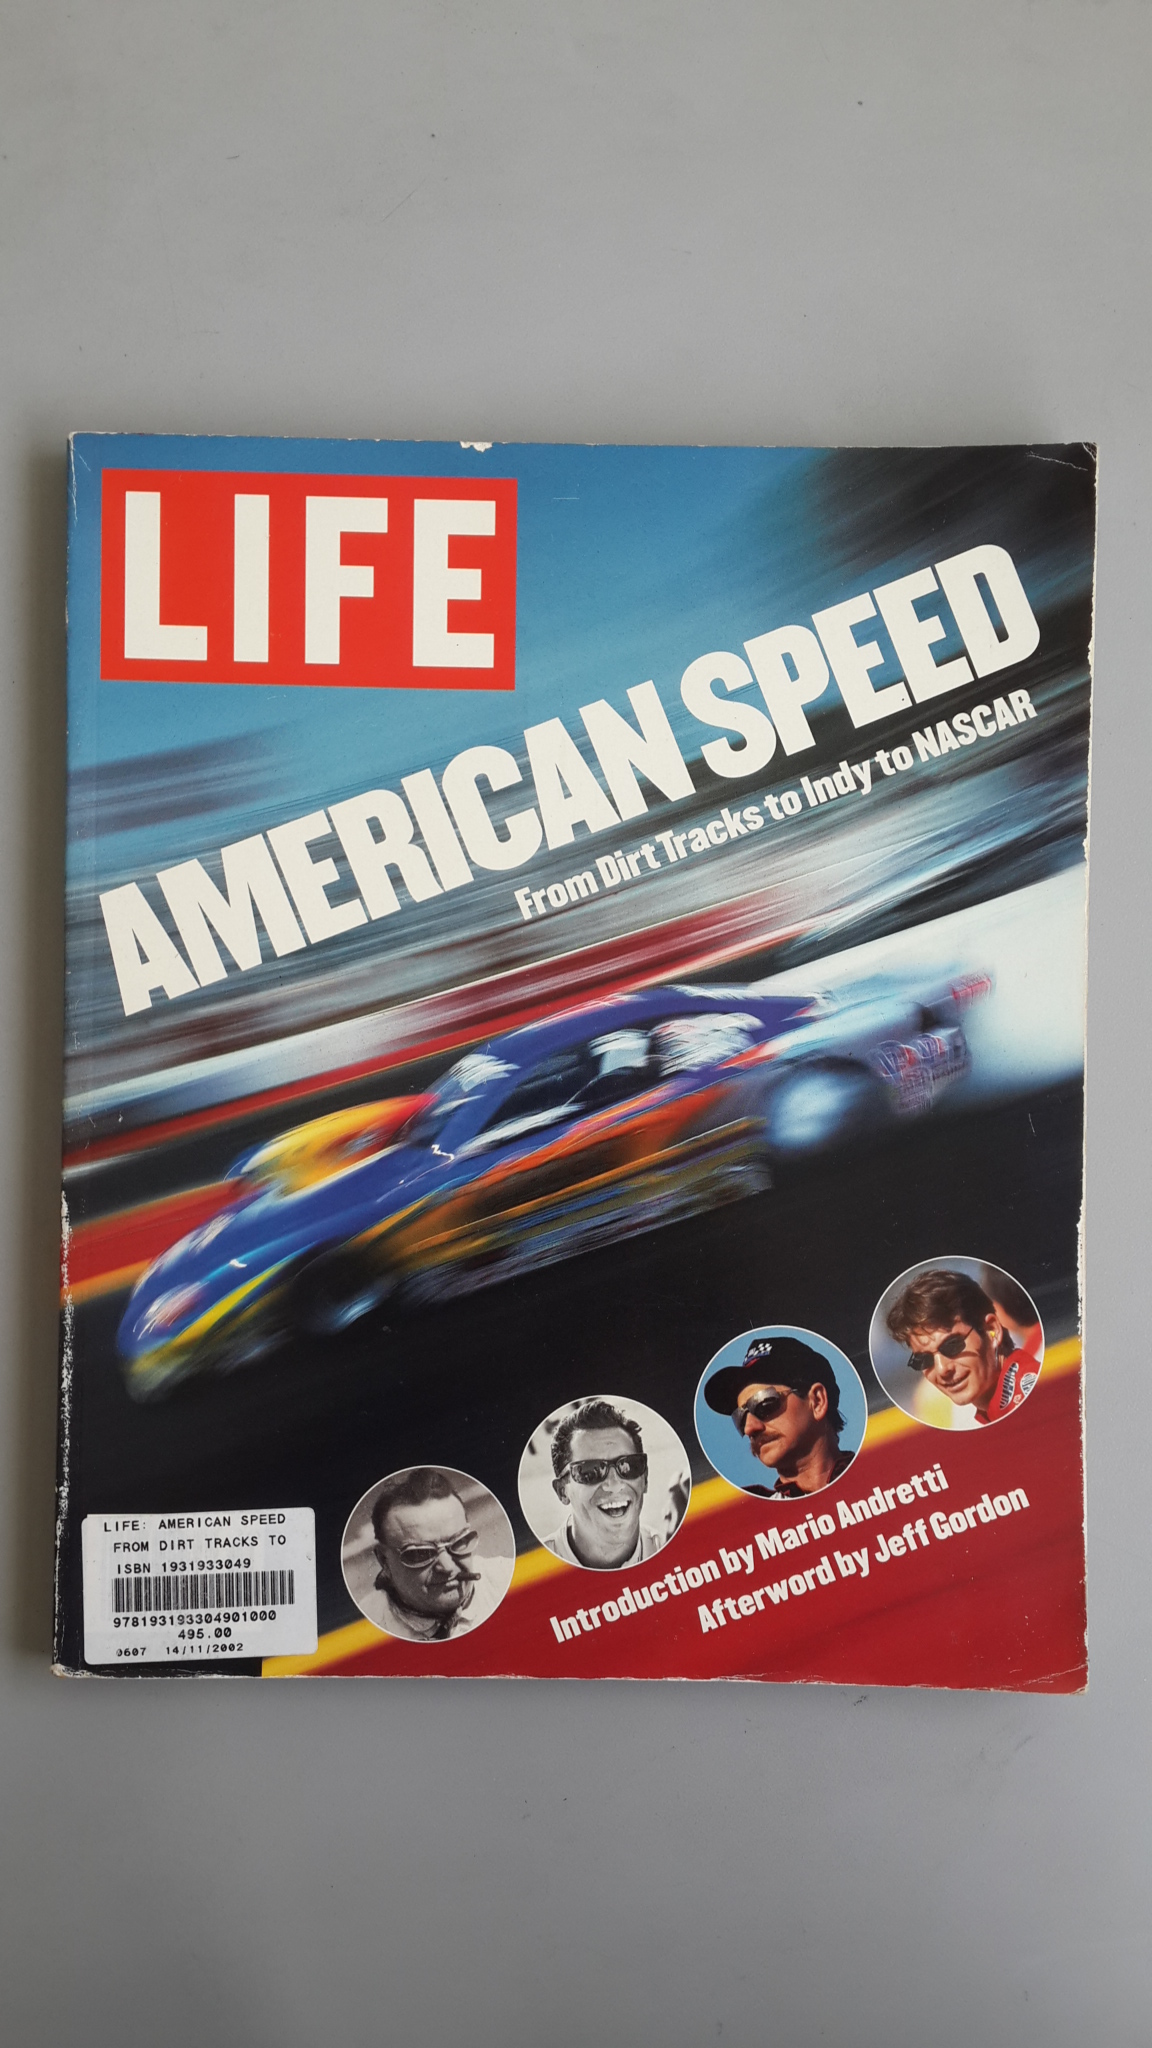 LIFE
AMERICAN SPEED
From Dirt Tracks to Indy to NASCAR
Introduction by Mario Andretti
Afterword by Jeff Gordon
LIFE: AMERICAN SPEED
FROM DIRT TRACKS TO
ISBN 1931933049
978193193304901000
495.00
0607 14/11/2002